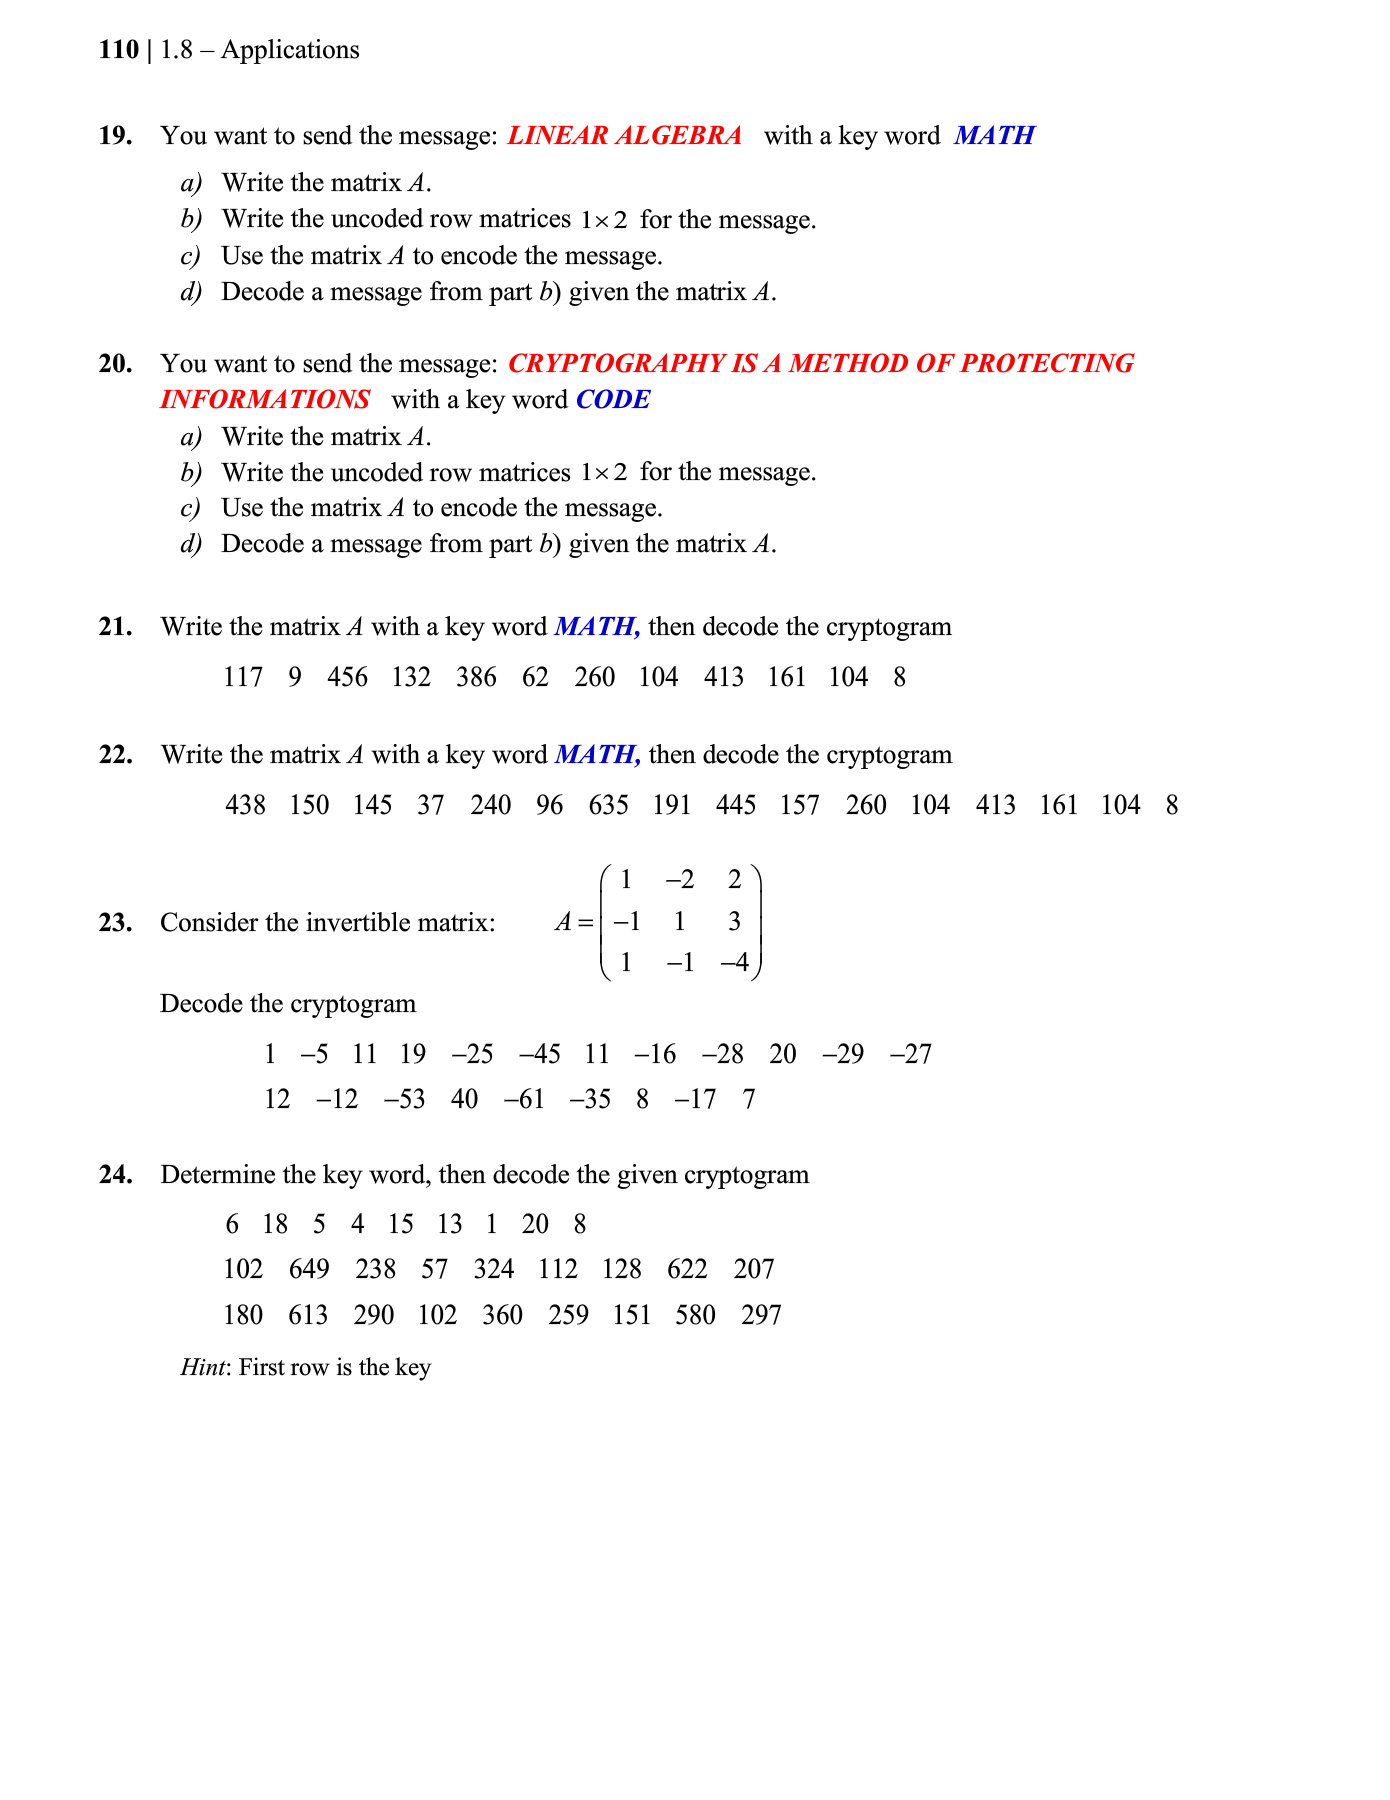 110 | 1.8 – Applications
19. You want to send the message: LINEAR ALGEBRA with a key word MATH
a) Write the matrix A.
b) Write the uncoded row matrices 1×2 for the message.
c) Use the matrix A to encode the message.
d) Decode a message from part b) given the matrix A.
20. You want to send the message: CRYPTOGRAPHY IS A METHOD OF PROTECTING
INFORMATIONS with a key word CODE
a) Write the matrix A.
b) Write the uncoded row matrices 1×2 for the message.
c) Use the matrix A to encode the message.
d) Decode a message from part b) given the matrix A.
21. Write the matrix A with a key word MATH, then decode the cryptogram
117 9 456 132 386 62 260 104 413 161 104 8
22. Write the matrix A with a key word MATH, then decode the cryptogram
438 150 145 37 240 96 635 191 445 157 260 104 413 161 104 8
1 –2 2
23. Consider the invertible matrix: A = –1 1 3
1 –1 –4
Decode the cryptogram
1 –5 11 19 –25 –45 11 –16 –28 20 –29 –27
12 –12 –53 40 –61 –35 8 –17 7
24. Determine the key word, then decode the given cryptogram
6 18 5 4 15 13 1 20 8
102 649 238 57 324 112 128 622 207
180 613 290 102 360 259 151 580 297
Hint: First row is the key